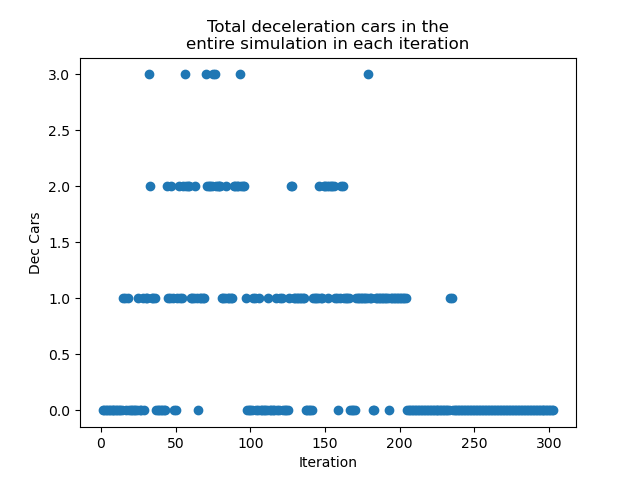 Total deceleration cars in the
entire simulation in each iteration
3.0
2.5
2.0
1.5
1.0
0.5
0.0
Dec Cars
0 50 100 150 200 250 300
Iteration